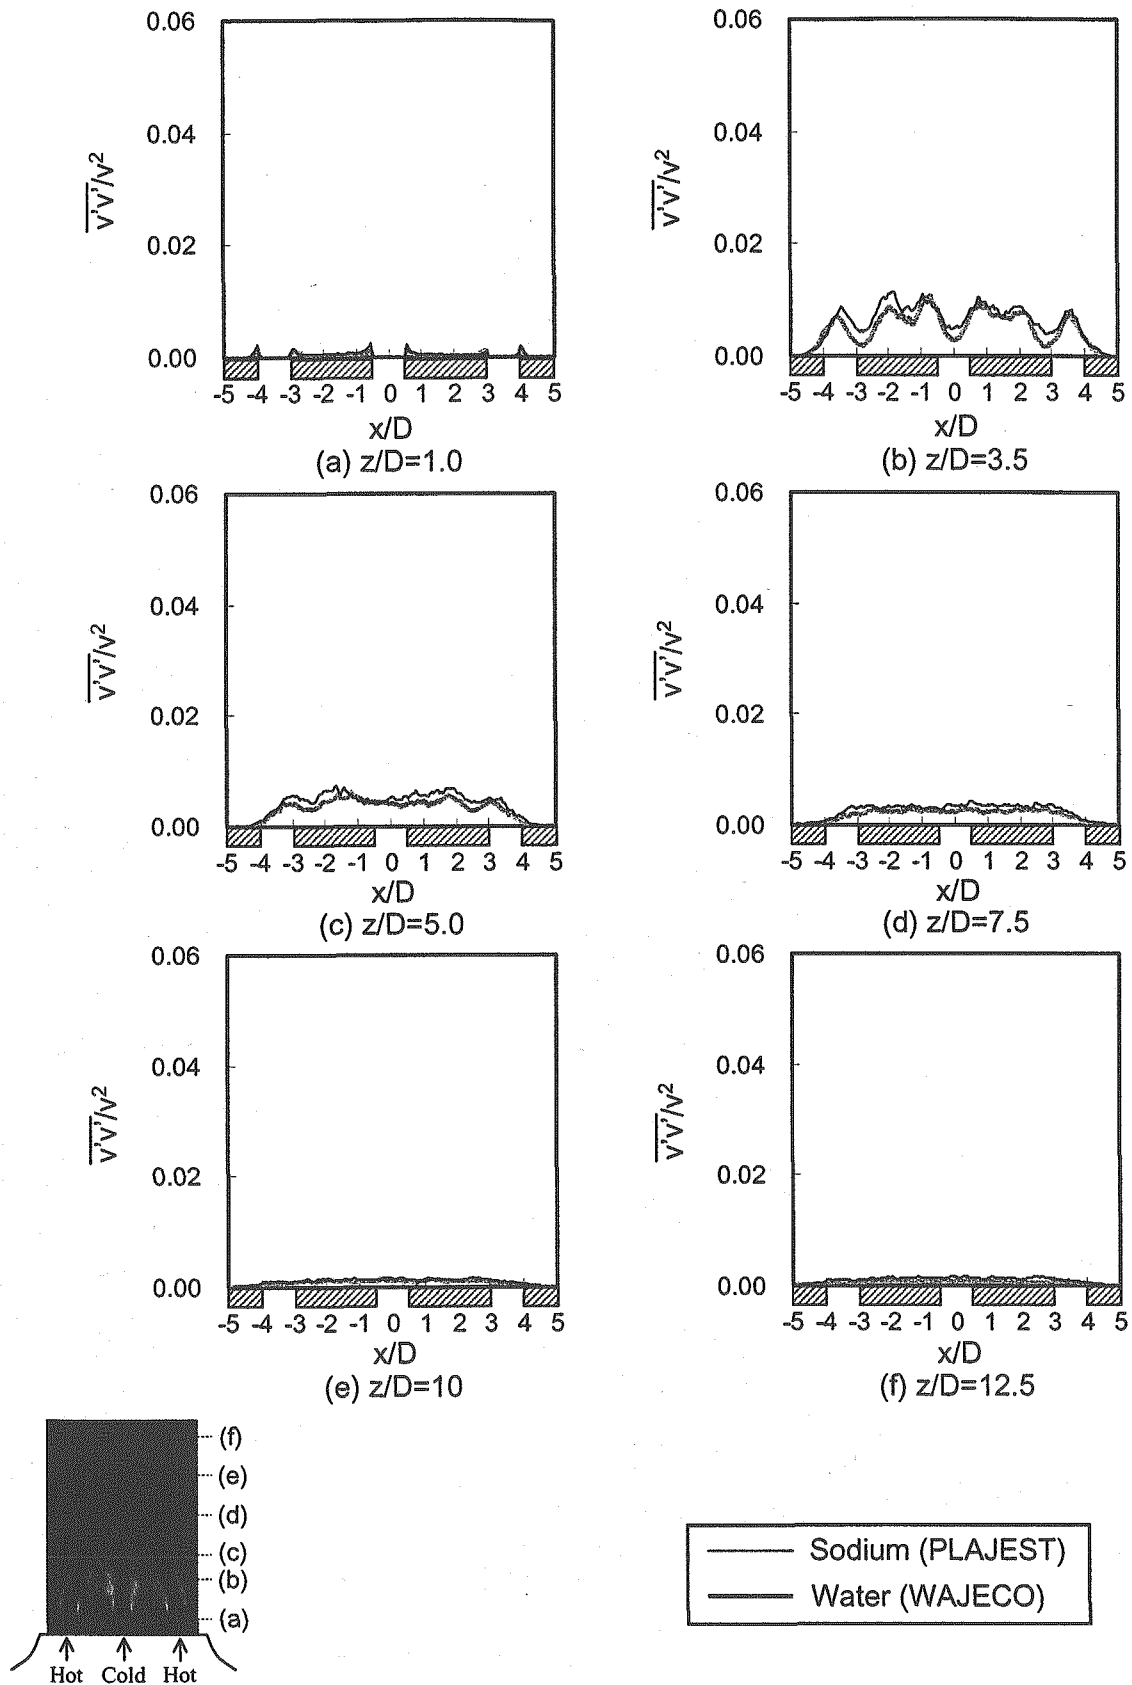 0.06 0.06
0.04 0.04
v'v'/v² v'v'/v²
0.02 0.02
0.00 0.00
-5 -4 -3 -2 -1 0 1 2 3 4 5 -5 -4 -3 -2 -1 0 1 2 3 4 5
x/D x/D
(a) z/D=1.0 (b) z/D=3.5
0.06 0.06
0.04 0.04
v'v'/v² v'v'/v²
0.02 0.02
0.00 0.00
-5 -4 -3 -2 -1 0 1 2 3 4 5 -5 -4 -3 -2 -1 0 1 2 3 4 5
x/D x/D
(c) z/D=5.0 (d) z/D=7.5
0.06 0.06
0.04 0.04
v'v'/v² v'v'/v²
0.02 0.02
0.00 0.00
-5 -4 -3 -2 -1 0 1 2 3 4 5 -5 -4 -3 -2 -1 0 1 2 3 4 5
x/D x/D
(e) z/D=10 (f) z/D=12.5
(f)
(e)
(d)
(c)
(b)
(a)
Hot Cold Hot
Sodium (PLAJEST)
Water (WAJECO)